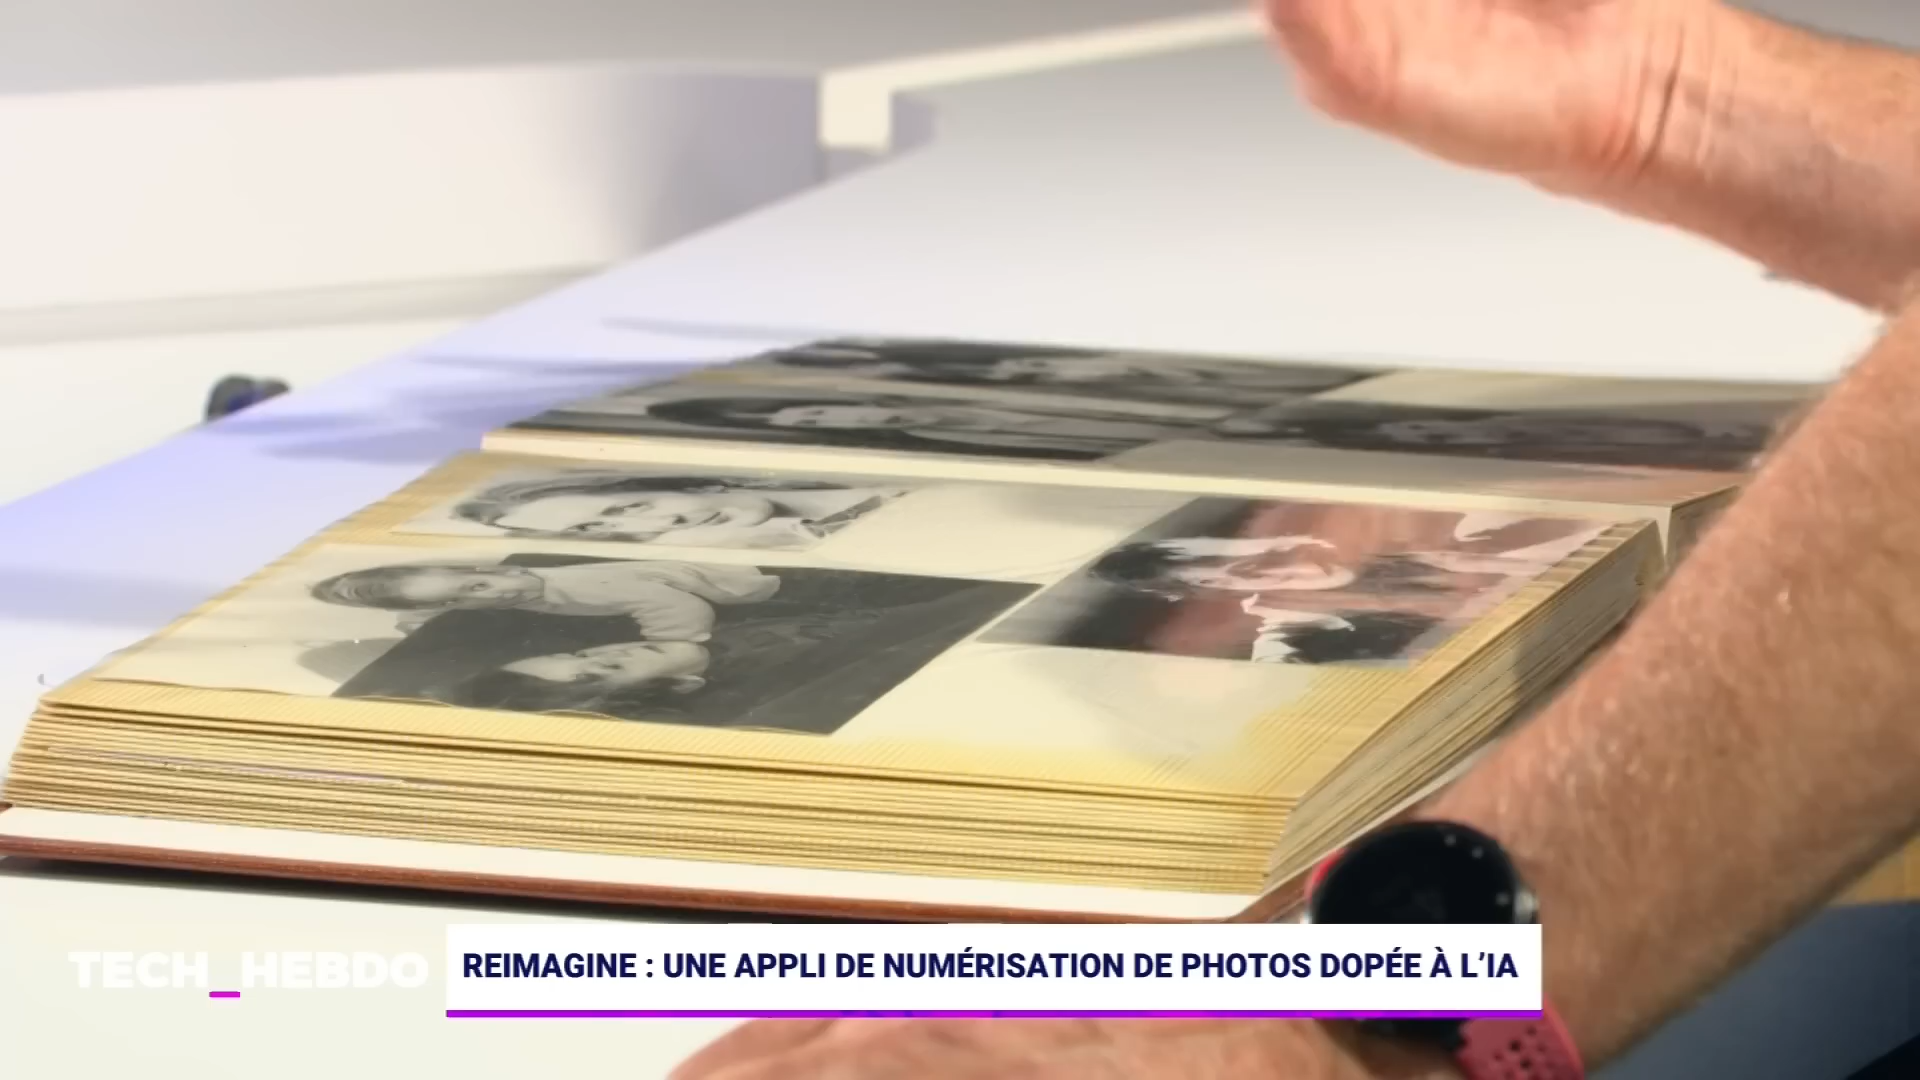 TECH_HEBDO
REIMAGINE : UNE APPLI DE NUMÉRISATION DE PHOTOS DOPÉE À L’IA